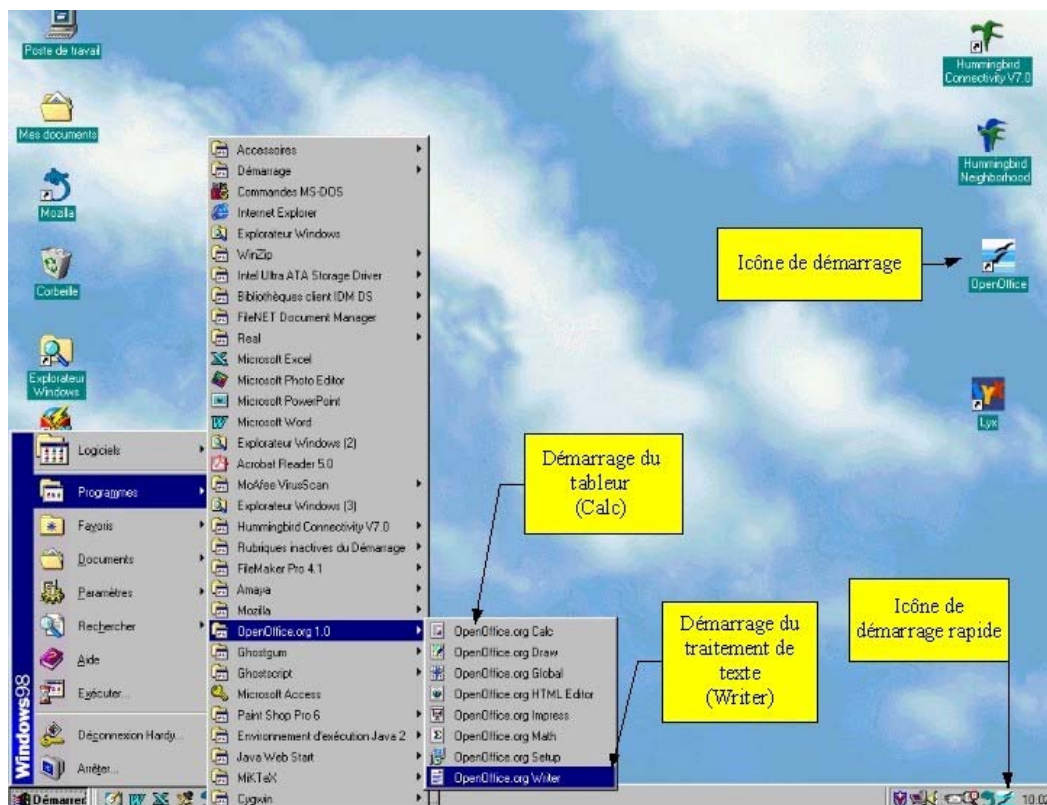 Poste de travail
Mes documents
Mozilla
Corbeille
Explorateur
Windows
Hummingbird
Connectivity V7.0
Hummingbird
Neighborhood
Icône de démarrage
OpenOffice
Lyx
Accessoires
Démarrage
Commandes MS-DOS
Internet Explorer
Explorateur Windows
WinZip
Intel Ultra ATA Storage Driver
Bibliothèques client IDM DS
FileNET Document Manager
Real
Microsoft Excel
Microsoft Photo Editor
Microsoft PowerPoint
Microsoft Word
Explorateur Windows (2)
Acrobat Reader 5.0
McAfee VirusScan
Explorateur Windows (3)
Hummingbird Connectivity V7.0
Rubriques inactives du Démarrage
FileMaker Pro 4.1
Amaya
Mozilla
OpenOffice.org 1.0
Ghostgum
Ghostscript
Microsoft Access
Paint Shop Pro 6
Environnement d'exécution Java 2
Java Web Start
MiKTeX
Cygwin
Logiciels
Programmes
Favoris
Documents
Paramètres
Rechercher
Aide
Exécuter...
Déconnexion Hardy...
Arrêter...
Windows98
Démarrage du
tableur
(Calc)
OpenOffice.org Calc
OpenOffice.org Draw
OpenOffice.org Global
OpenOffice.org HTML Editor
OpenOffice.org Impress
OpenOffice.org Math
OpenOffice.org Setup
OpenOffice.org Writer
Démarrage du
traitement de
texte
(Writer)
Icône de
démarrage rapide
Démarrer